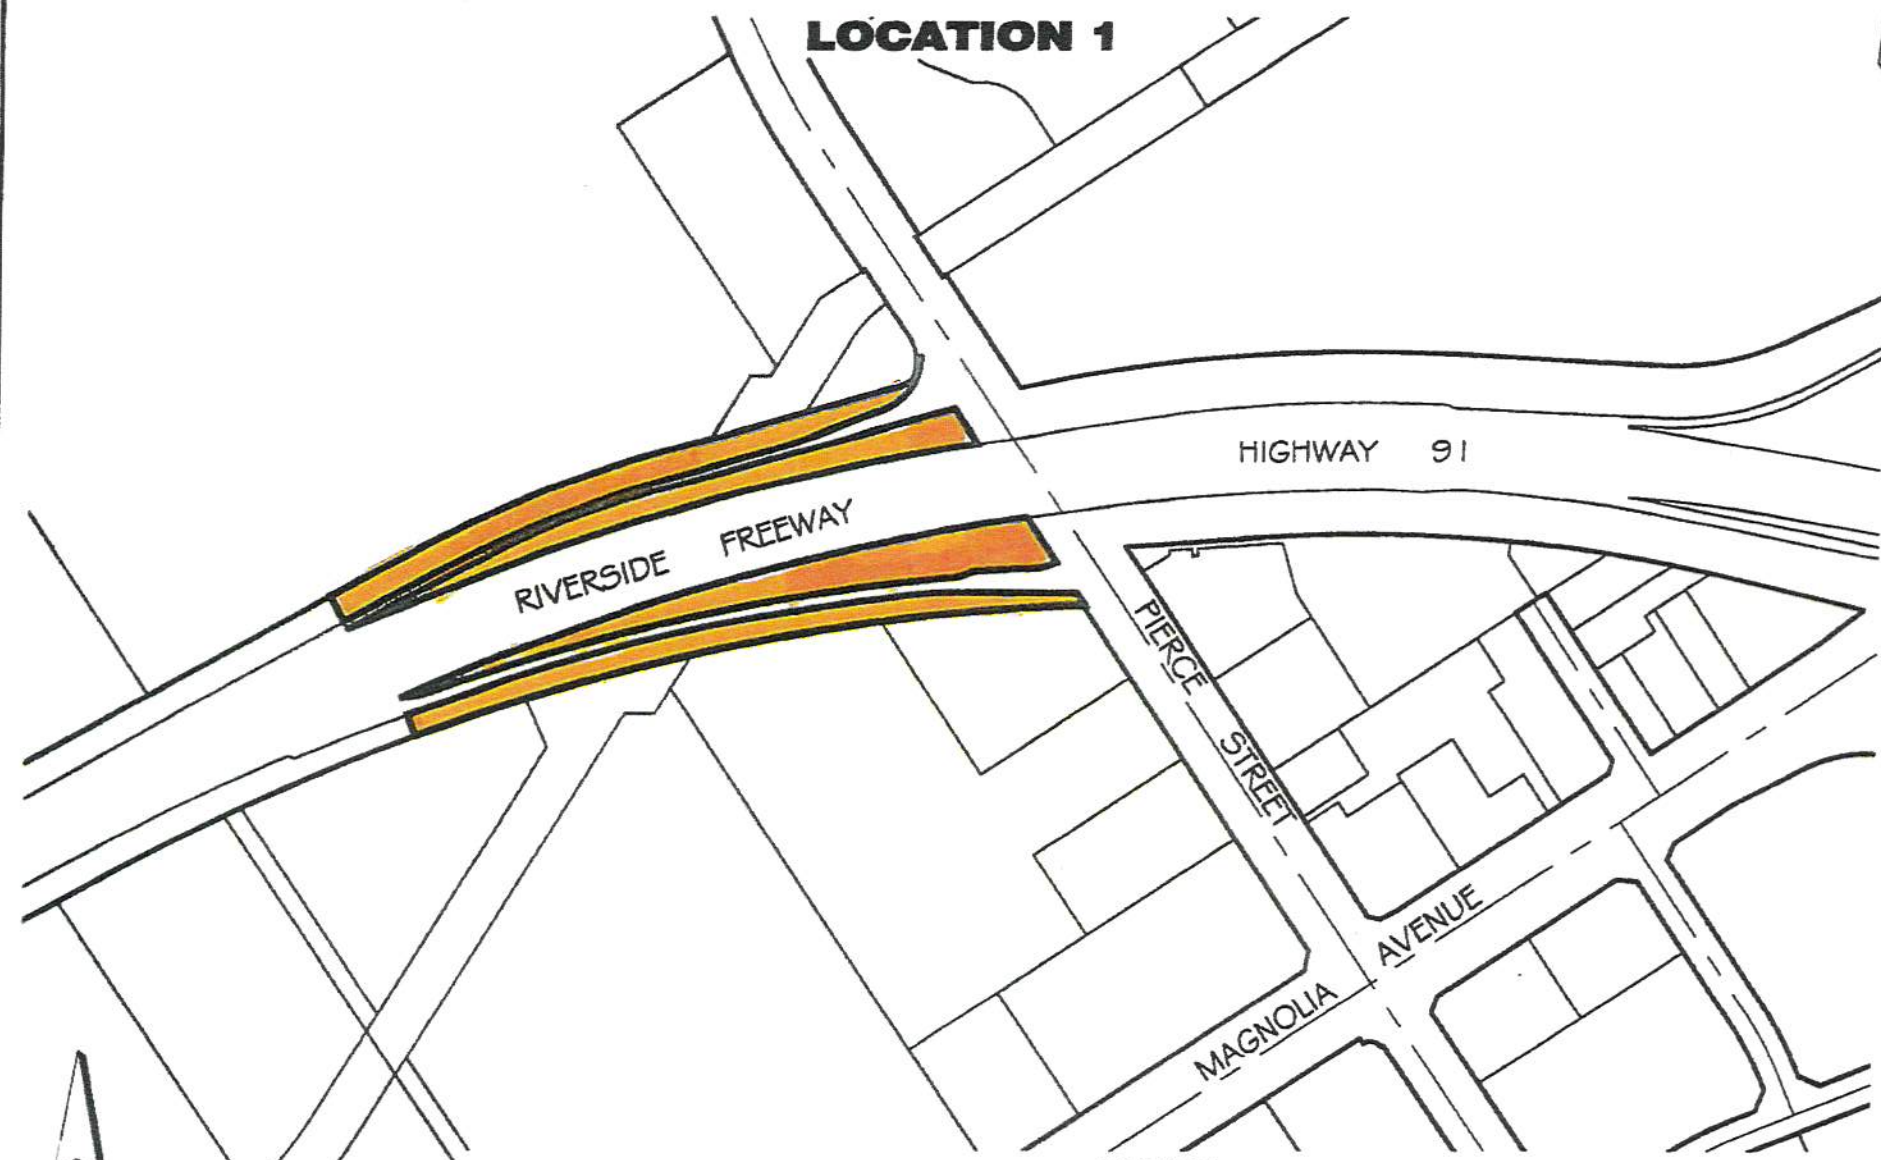 LOCATION 1
HIGHWAY 91
RIVERSIDE FREEWAY
PIERCE STREET
MAGNOLIA AVENUE